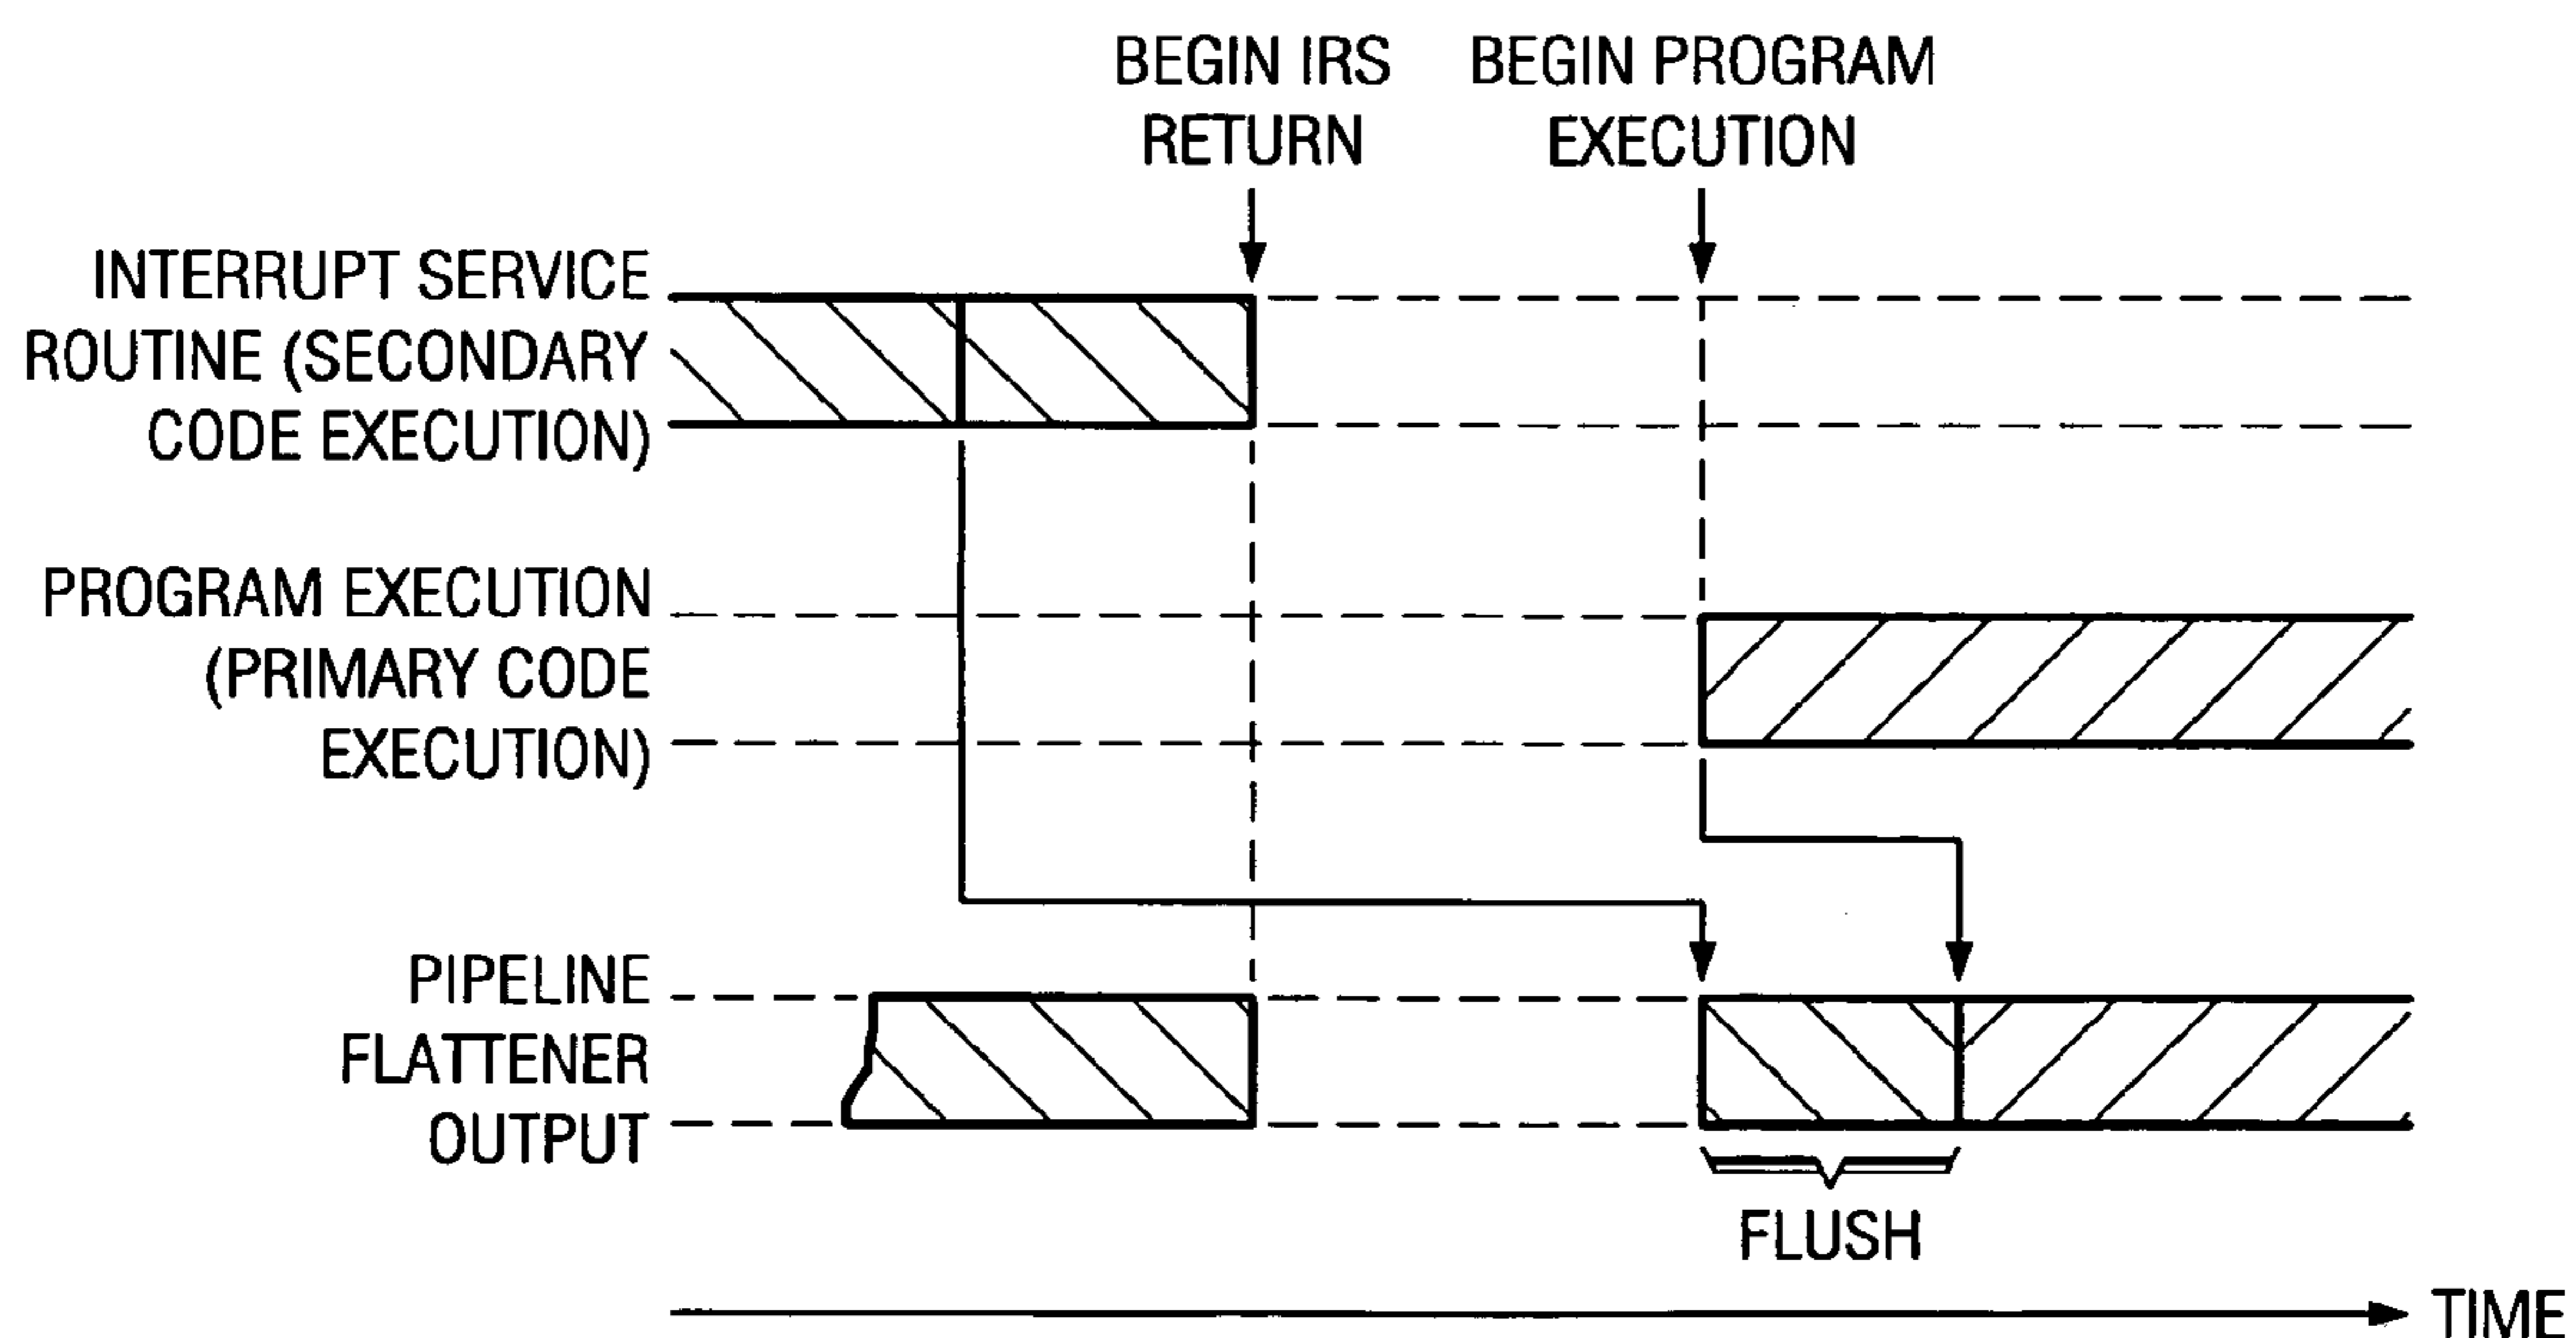 BEGIN IRS
RETURN
BEGIN PROGRAM
EXECUTION
INTERRUPT SERVICE
ROUTINE (SECONDARY
CODE EXECUTION)
PROGRAM EXECUTION
(PRIMARY CODE
EXECUTION)
PIPELINE
FLATTENER
OUTPUT
FLUSH
TIME